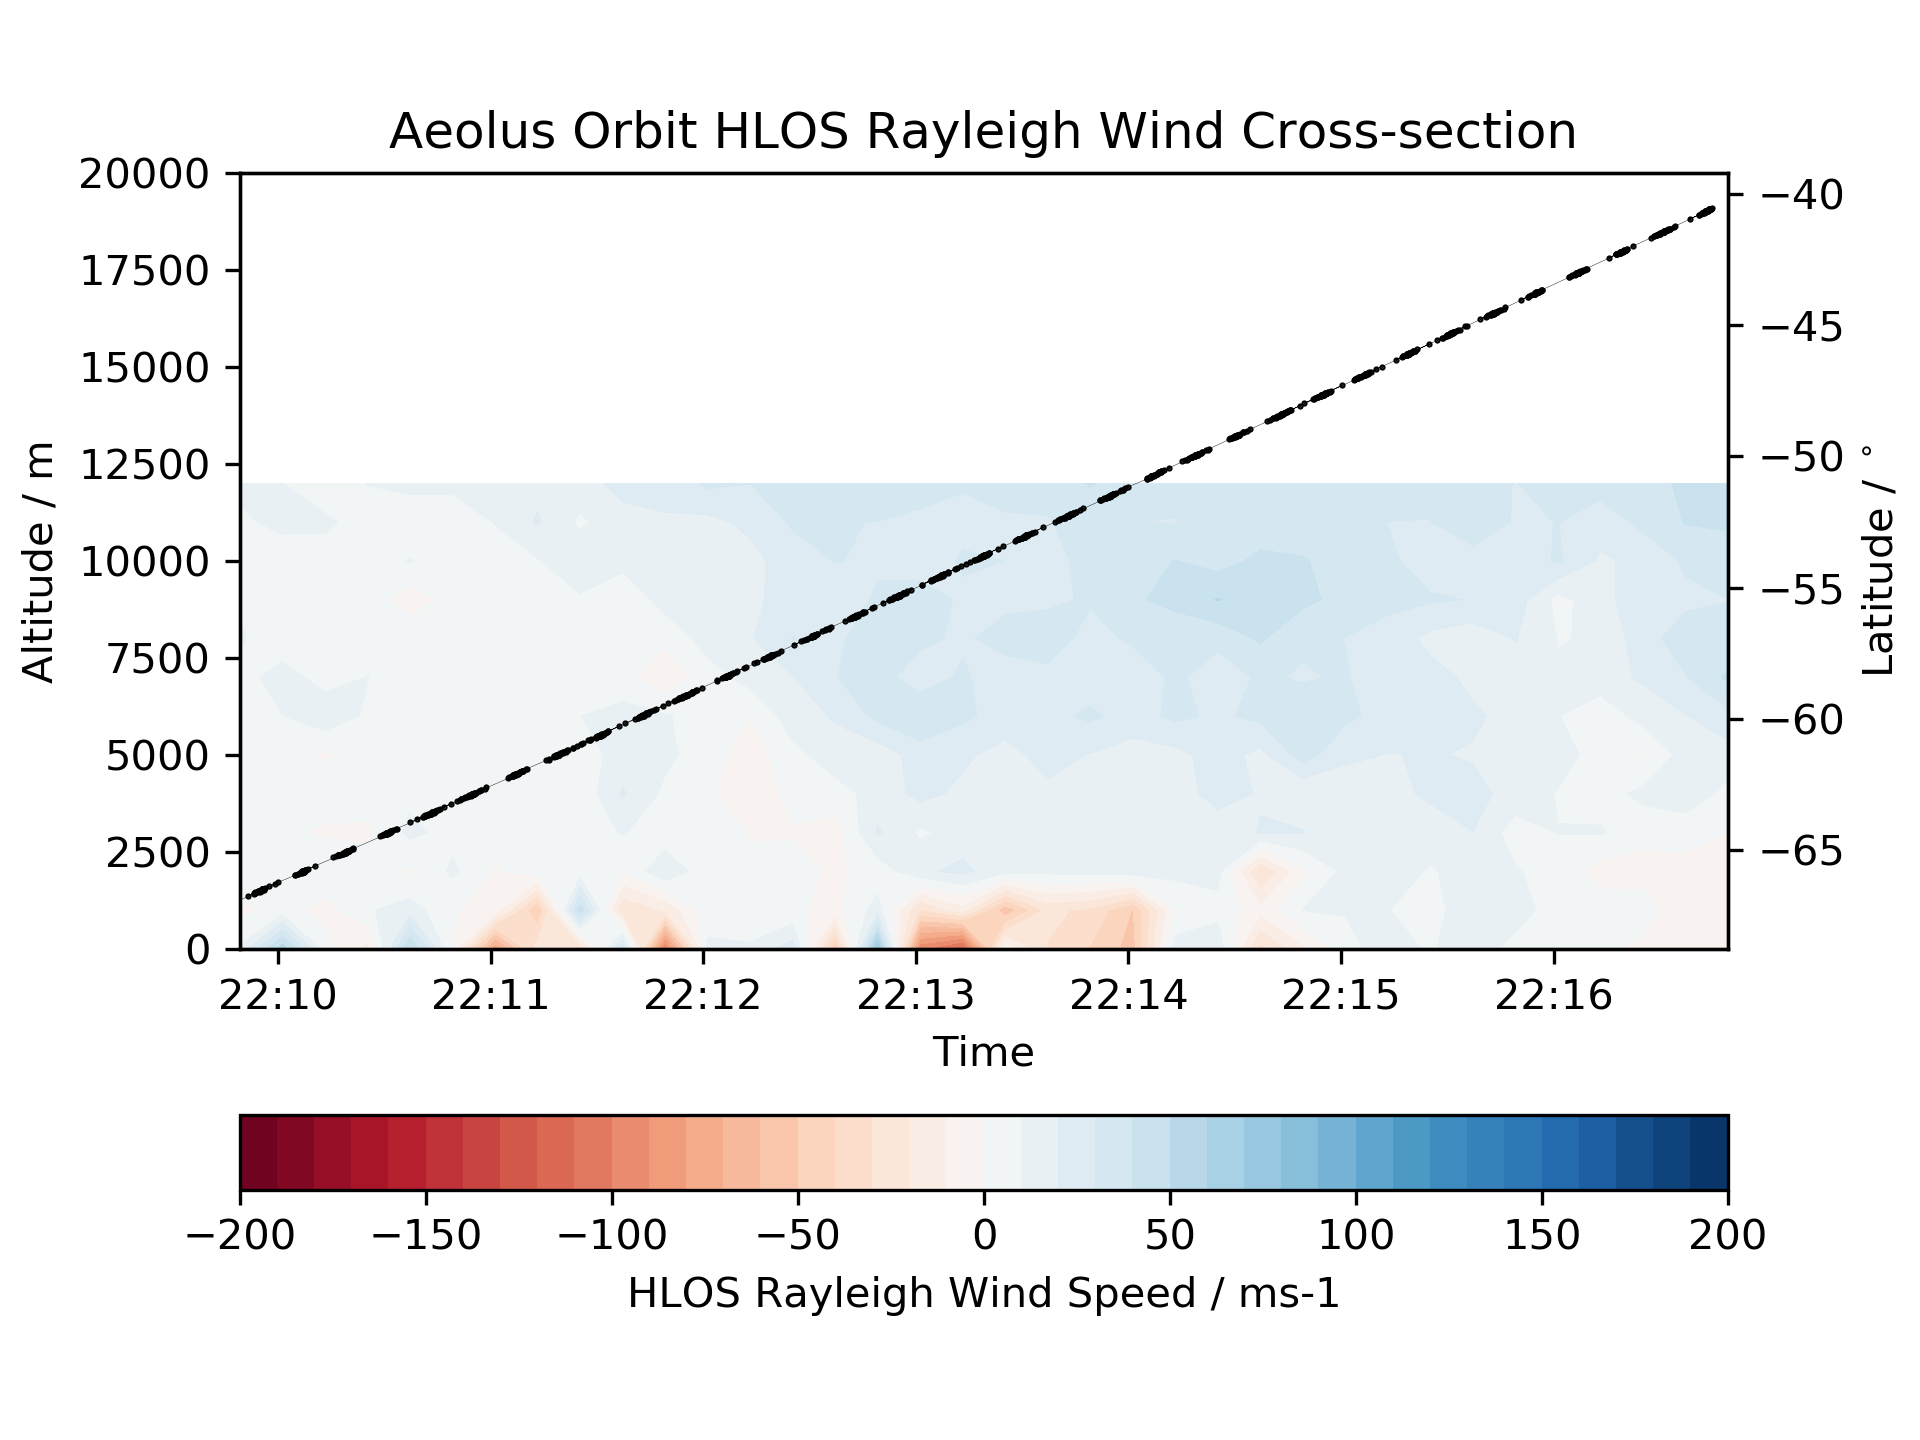 Aeolus Orbit HLOS Rayleigh Wind Cross-section
20000
17500
15000
12500
10000
7500
5000
2500
0
Altitude / m
−40
−45
−50
−55
−60
−65
Latitude / °
22:10 22:11 22:12 22:13 22:14 22:15 22:16
Time
−200 −150 −100 −50 0 50 100 150 200
HLOS Rayleigh Wind Speed / ms-1